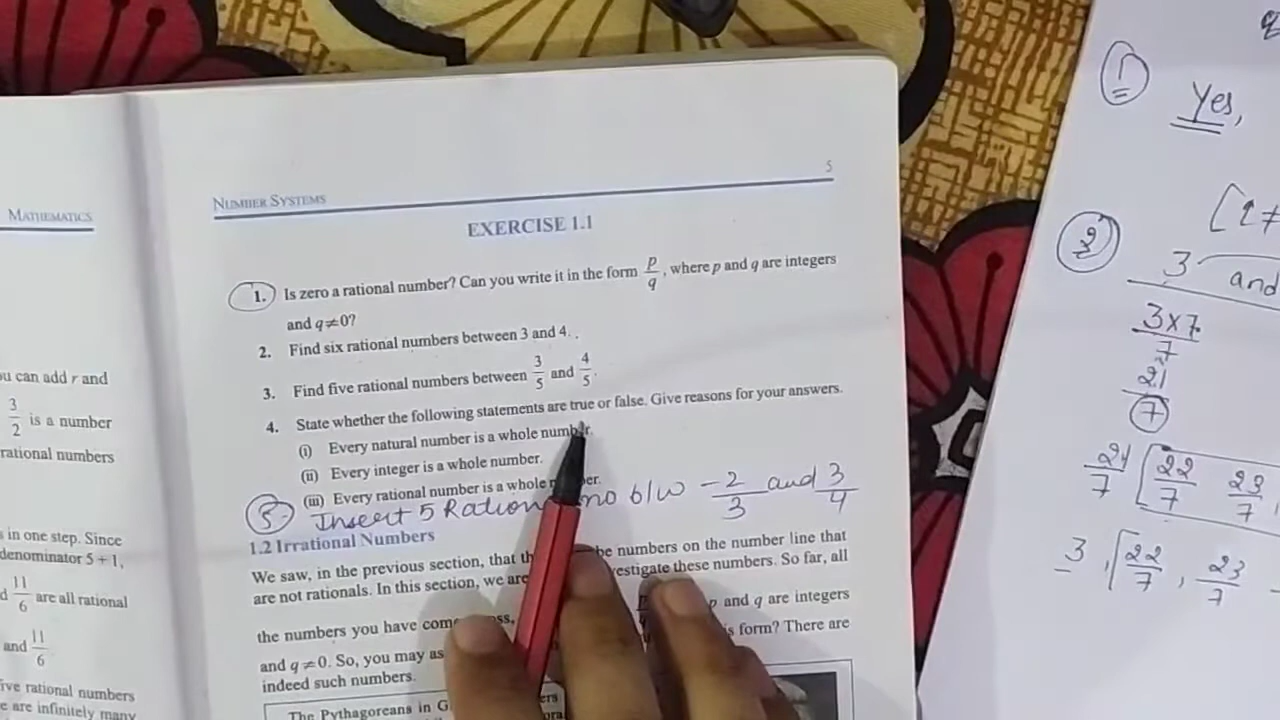 MATHEMATICS
ou can add r and
3/2 is a number
rational numbers
in one step. Since
denominator 5 + 1,
d 11/6 are all rational
and 11/6
ive rational numbers
e are infinitely many
NUMBER SYSTEMS 5
EXERCISE 1.1
1. Is zero a rational number? Can you write it in the form p/q, where p and q are integers
and q ≠ 0?
2. Find six rational numbers between 3 and 4.
3. Find five rational numbers between 3/5 and 4/5.
4. State whether the following statements are true or false. Give reasons for your answers.
(i) Every natural number is a whole number.
(ii) Every integer is a whole number.
(iii) Every rational number is a whole
5 Insert 5 Ration no b/w -2/3 and 3/4
1.2 Irrational Numbers
We saw, in the previous section, that be numbers on the number line that
are not rationals. In this section, we are these numbers. So far, all
the numbers you have p and q are integers
and q ≠ 0. So, you may as form? There are
indeed such numbers.
The Pythagoreans in G
1 Yes,
2 3 and
3×7/7
21/7
21/7 [22/7 23/7
3, [22/7, 23/7